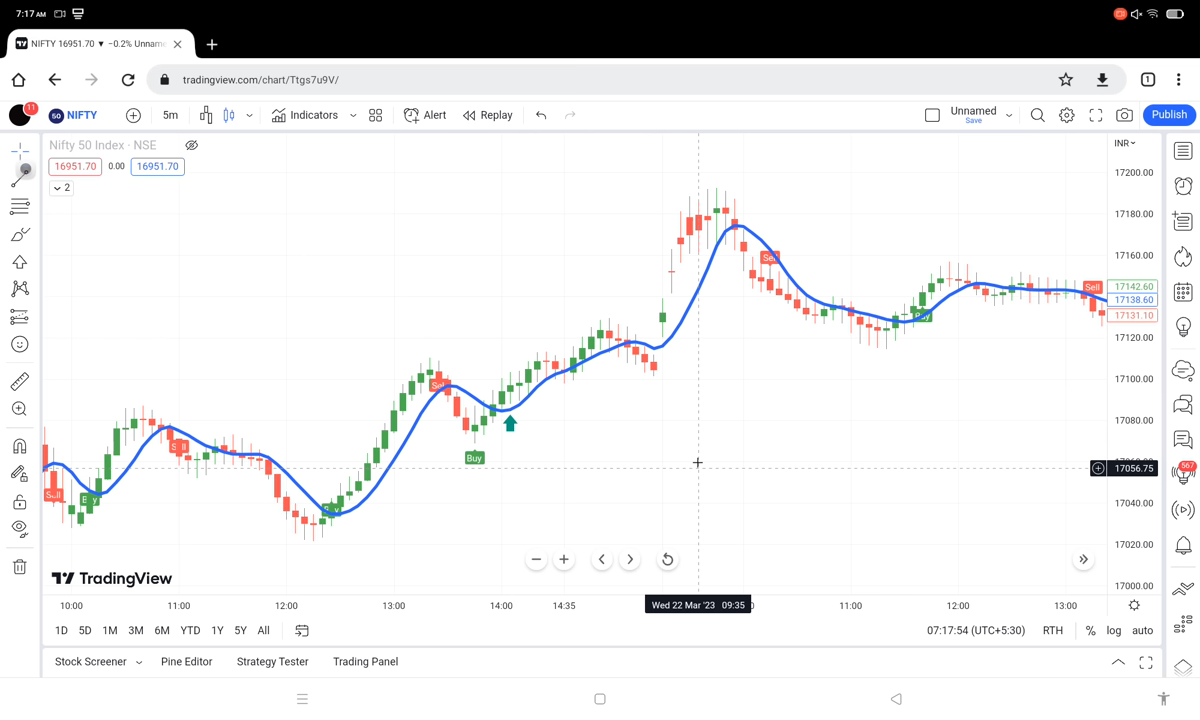 7:17 AM
NIFTY 16951.70 ▼ −0.2% Unnam
tradingview.com/chart/Ttgs7u9V/
1
11
50 NIFTY 5m Indicators Alert Replay Unnamed Publish
Save
Nifty 50 Index · NSE
16951.70 0.00 16951.70
2
INR
17200.00
17180.00
17160.00
17142.60
17138.60
17131.10
17120.00
17100.00
17080.00
17056.75
17040.00
17020.00
17000.00
Sell
Sell
Sell
Sell
Buy
567
TradingView
10:00 11:00 12:00 13:00 14:00 14:35 Wed 22 Mar '23 09:35 11:00 12:00 13:00
1D 5D 1M 3M 6M YTD 1Y 5Y All 07:17:54 (UTC+5:30) RTH % log auto
Stock Screener Pine Editor Strategy Tester Trading Panel